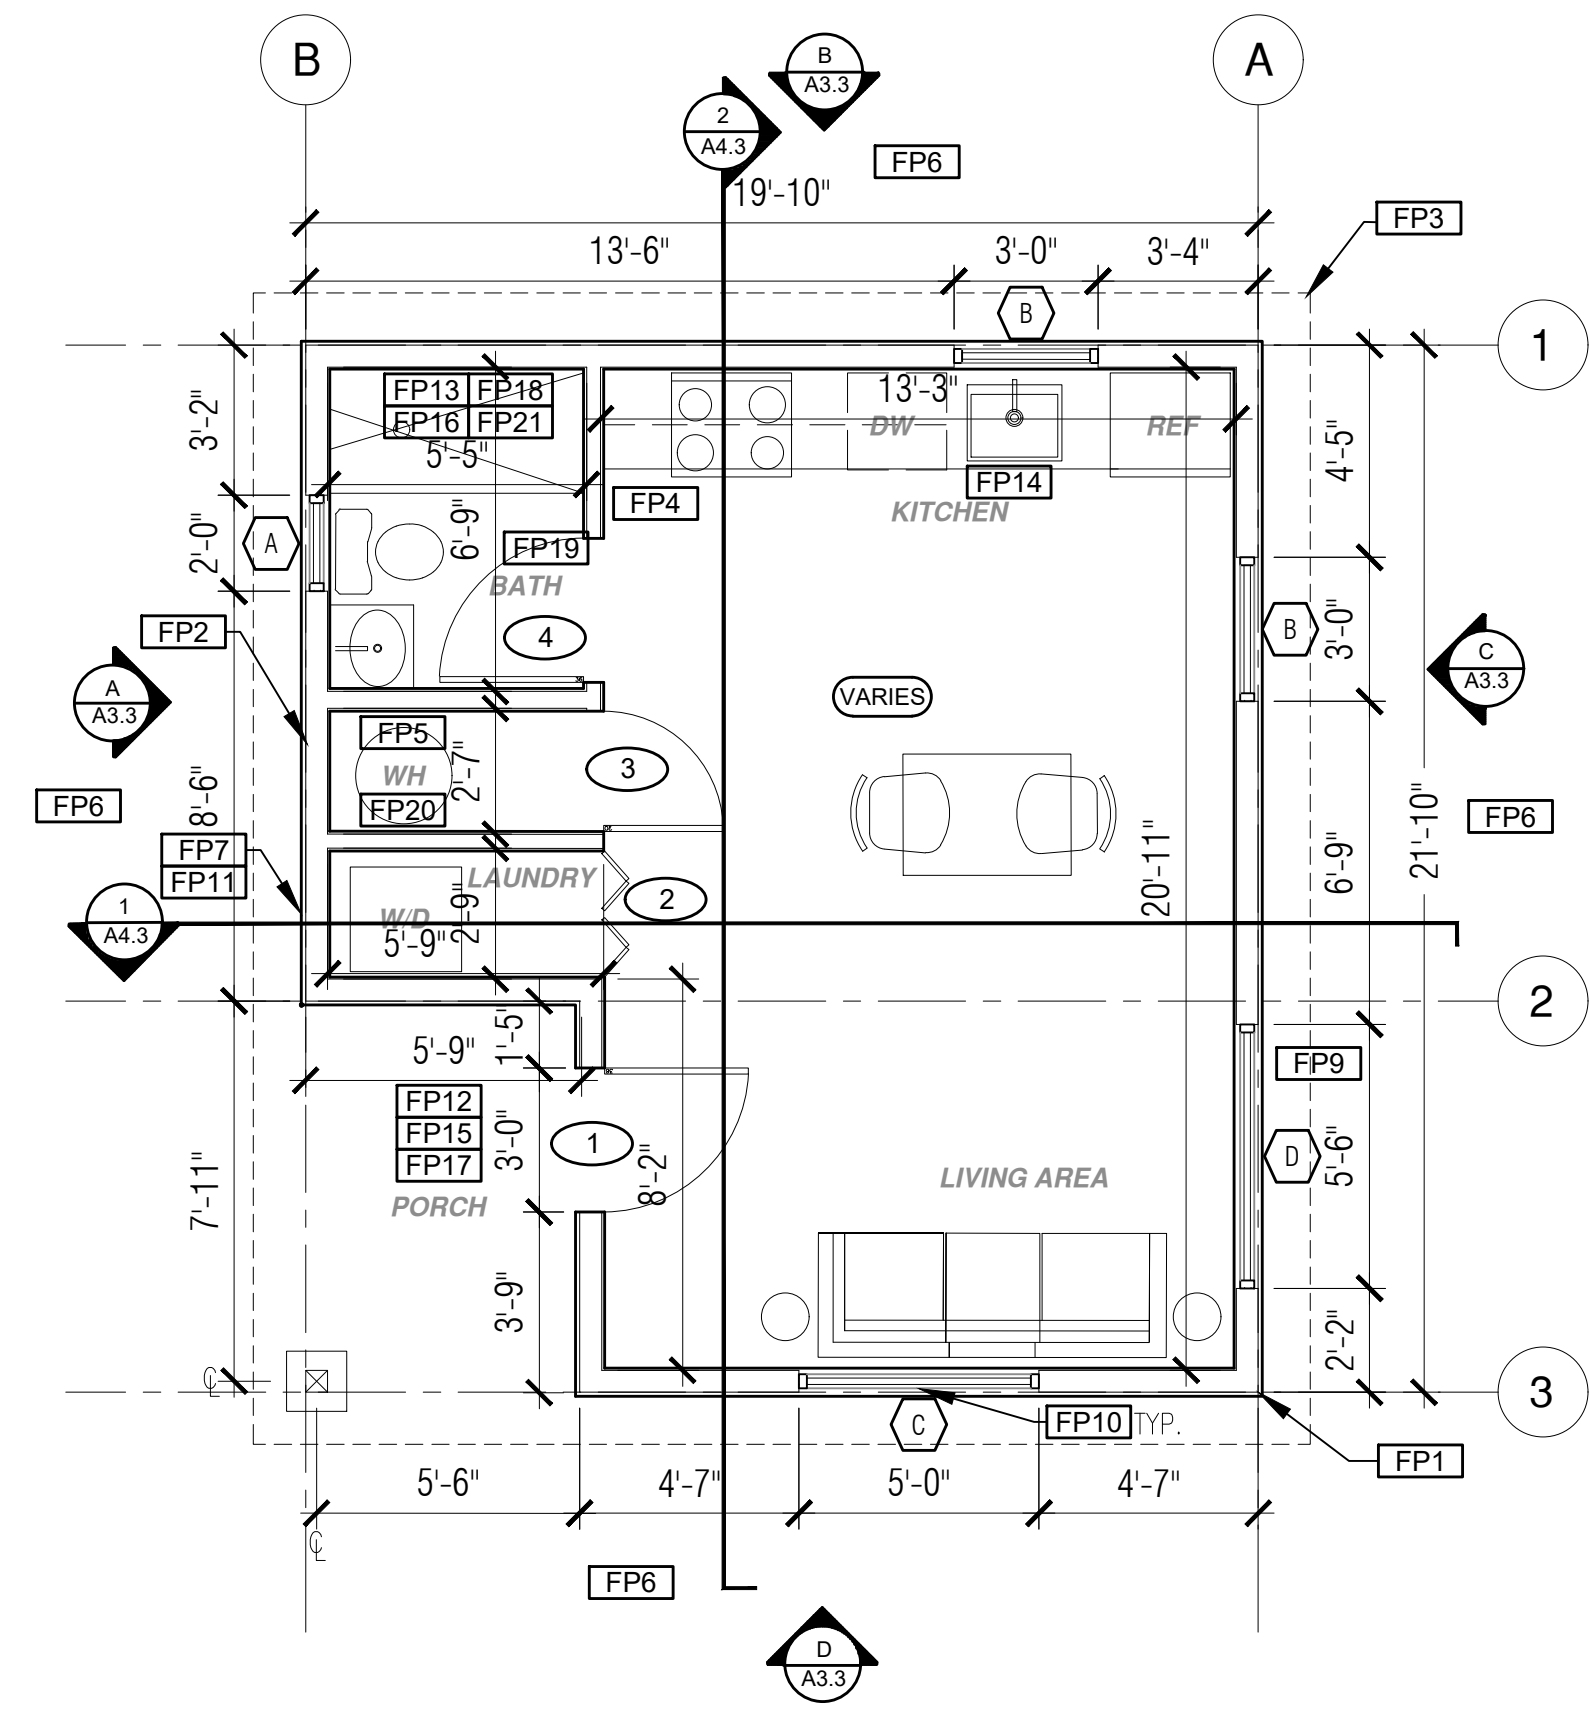 B
A
B
A3.3
2
A4.3
FP6
19'-10"
FP3
13'-6"
3'-0"
3'-4"
B
1
FP13
FP18
FP16
FP21
5'-5"
13'-3"
DW
REF
3'-2"
4'-5"
FP4
FP14
KITCHEN
2'-0"
A
6'-9"
FP19
BATH
FP2
4
B
3'-0"
A
A3.3
VARIES
C
A3.3
FP5
WH
FP20
2'-7"
3
FP6
8'-6"
FP7
FP11
FP6
20'-11"
6'-9"
21'-10"
LAUNDRY
2
W/D
5'-9"
2'-9"
1
A4.3
2
5'-9"
1'-5"
FP9
FP12
FP15
FP17
3'-0"
1
8'-2"
D
5'-6"
PORCH
LIVING AREA
7'-11"
3'-9"
2'-2"
℄
3
C
FP10 TYP.
FP1
5'-6"
4'-7"
5'-0"
4'-7"
℄
FP6
D
A3.3